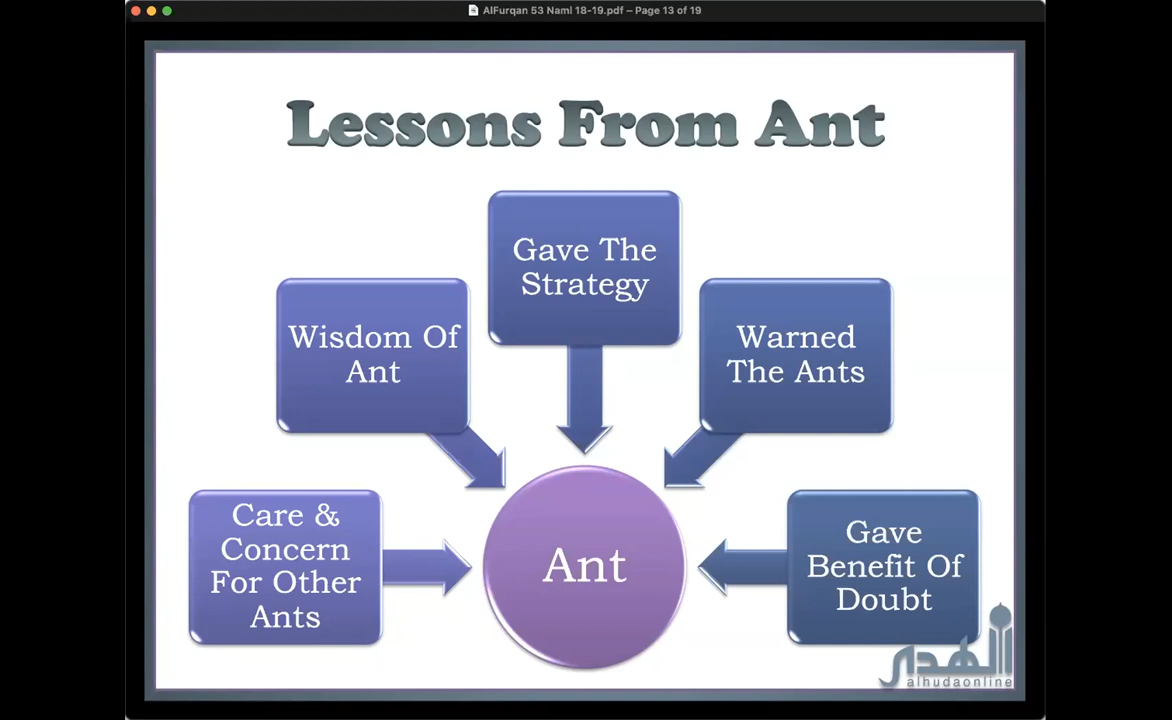 AlFurqan 53 Naml 18-19.pdf – Page 13 of 19
Lessons From Ant
Gave The
Strategy
Wisdom Of
Ant
Warned
The Ants
Care &
Concern
For Other
Ants
Ant
Gave
Benefit Of
Doubt
الهدى
alhudaonline